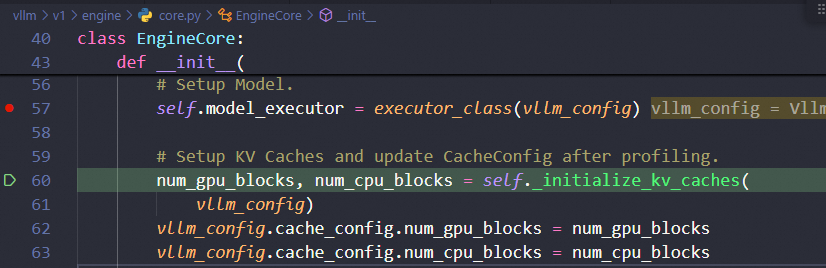 vllm > v1 > engine > core.py > EngineCore > __init__
40 class EngineCore:
43     def __init__(
56         # Setup Model.
57         self.model_executor = executor_class(vllm_config) vllm_config = Vllm
58
59         # Setup KV Caches and update CacheConfig after profiling.
60         num_gpu_blocks, num_cpu_blocks = self._initialize_kv_caches(
61             vllm_config)
62         vllm_config.cache_config.num_gpu_blocks = num_gpu_blocks
63         vllm_config.cache_config.num_cpu_blocks = num_cpu_blocks